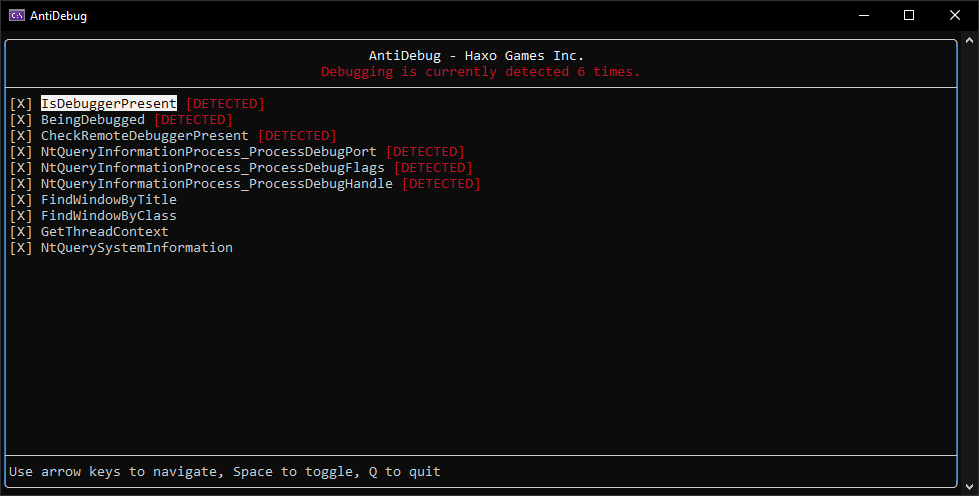 AntiDebug
AntiDebug - Haxo Games Inc.
Debugging is currently detected 6 times.
[X] IsDebuggerPresent [DETECTED]
[X] BeingDebugged [DETECTED]
[X] CheckRemoteDebuggerPresent [DETECTED]
[X] NtQueryInformationProcess_ProcessDebugPort [DETECTED]
[X] NtQueryInformationProcess_ProcessDebugFlags [DETECTED]
[X] NtQueryInformationProcess_ProcessDebugHandle [DETECTED]
[X] FindWindowByTitle
[X] FindWindowByClass
[X] GetThreadContext
[X] NtQuerySystemInformation
Use arrow keys to navigate, Space to toggle, Q to quit